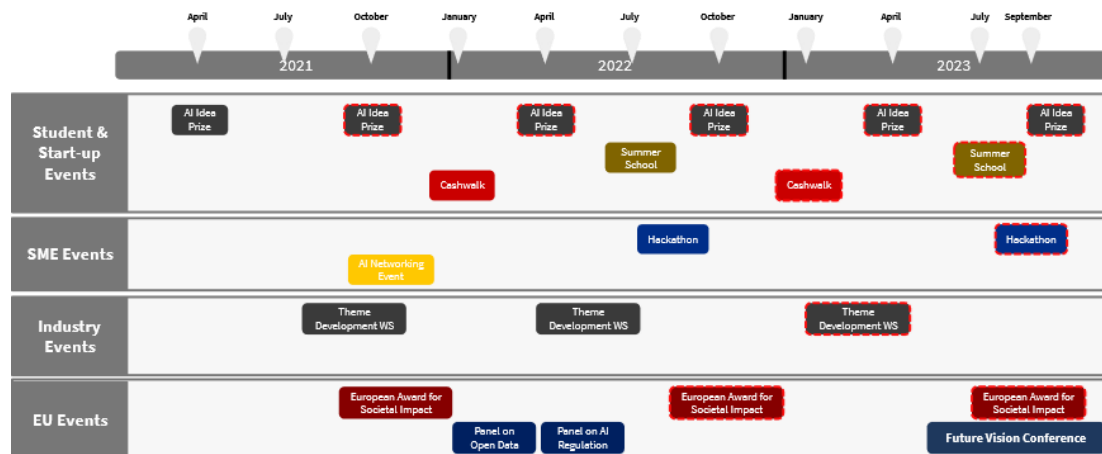 April July October January April July October January April July September
2021 2022 2023
Student &
Start-up
Events
AI Idea
Prize
AI Idea
Prize
AI Idea
Prize
AI Idea
Prize
AI Idea
Prize
AI Idea
Prize
Summer
School
Summer
School
Cashwalk
Cashwalk
SME Events
Hackathon
Hackathon
AI Networking
Event
Industry
Events
Theme
Development WS
Theme
Development WS
Theme
Development WS
EU Events
European Award for
Societal Impact
European Award for
Societal Impact
European Award for
Societal Impact
Panel on
Open Data
Panel on AI
Regulation
Future Vision Conference